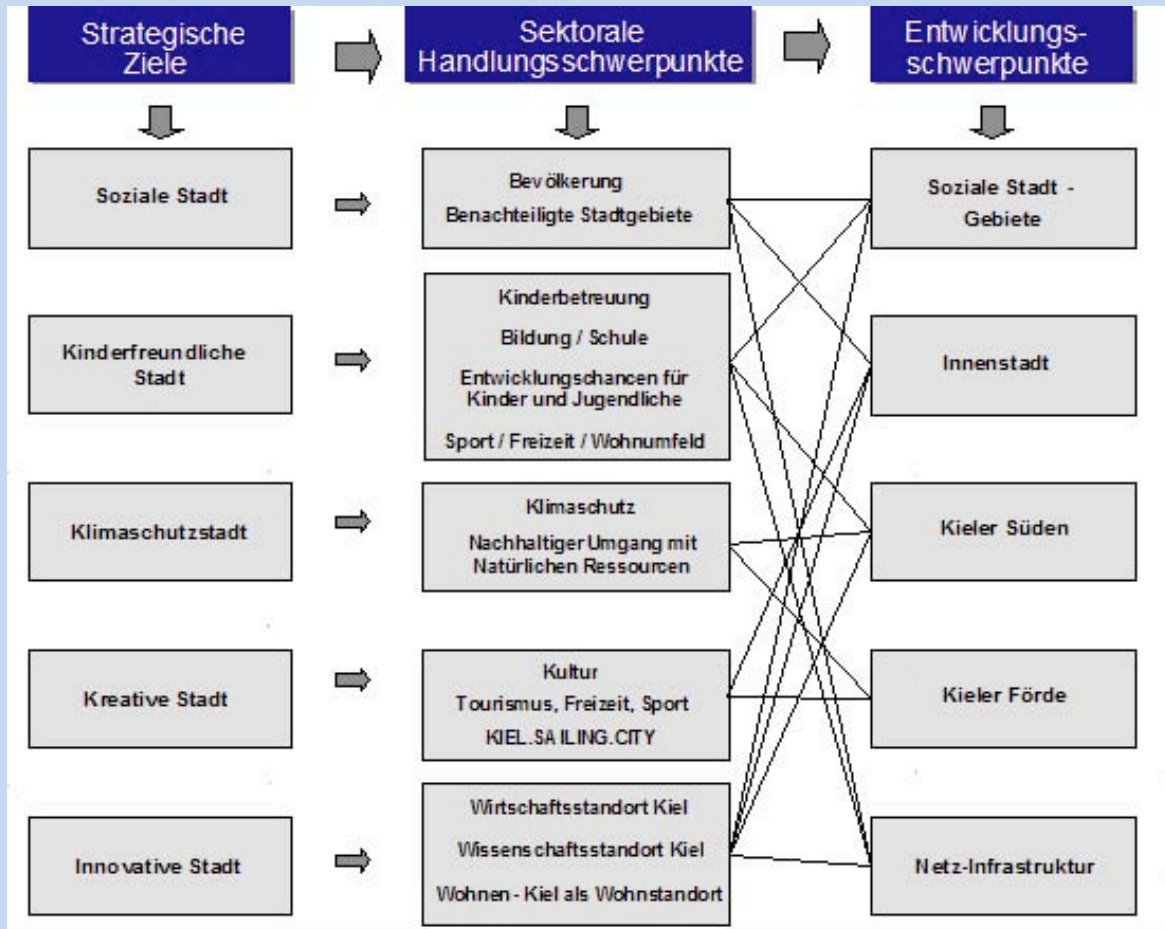 Strategische
Ziele
Sektorale
Handlungsschwerpunkte
Entwicklungs-
schwerpunkte
Soziale Stadt
Bevölkerung
Benachteiligte Stadtgebiete
Soziale Stadt -
Gebiete
Kinderfreundliche
Stadt
Kinderbetreuung
Bildung / Schule
Entwicklungschancen für
Kinder und Jugendliche
Sport / Freizeit / Wohnumfeld
Innenstadt
Klimaschutzstadt
Klimaschutz
Nachhaltiger Umgang mit
Natürlichen Ressourcen
Kieler Süden
Kreative Stadt
Kultur
Tourismus, Freizeit, Sport
KIEL.SAILING.CITY
Kieler Förde
Innovative Stadt
Wirtschaftsstandort Kiel
Wissenschaftsstandort Kiel
Wohnen - Kiel als Wohnstandort
Netz-Infrastruktur